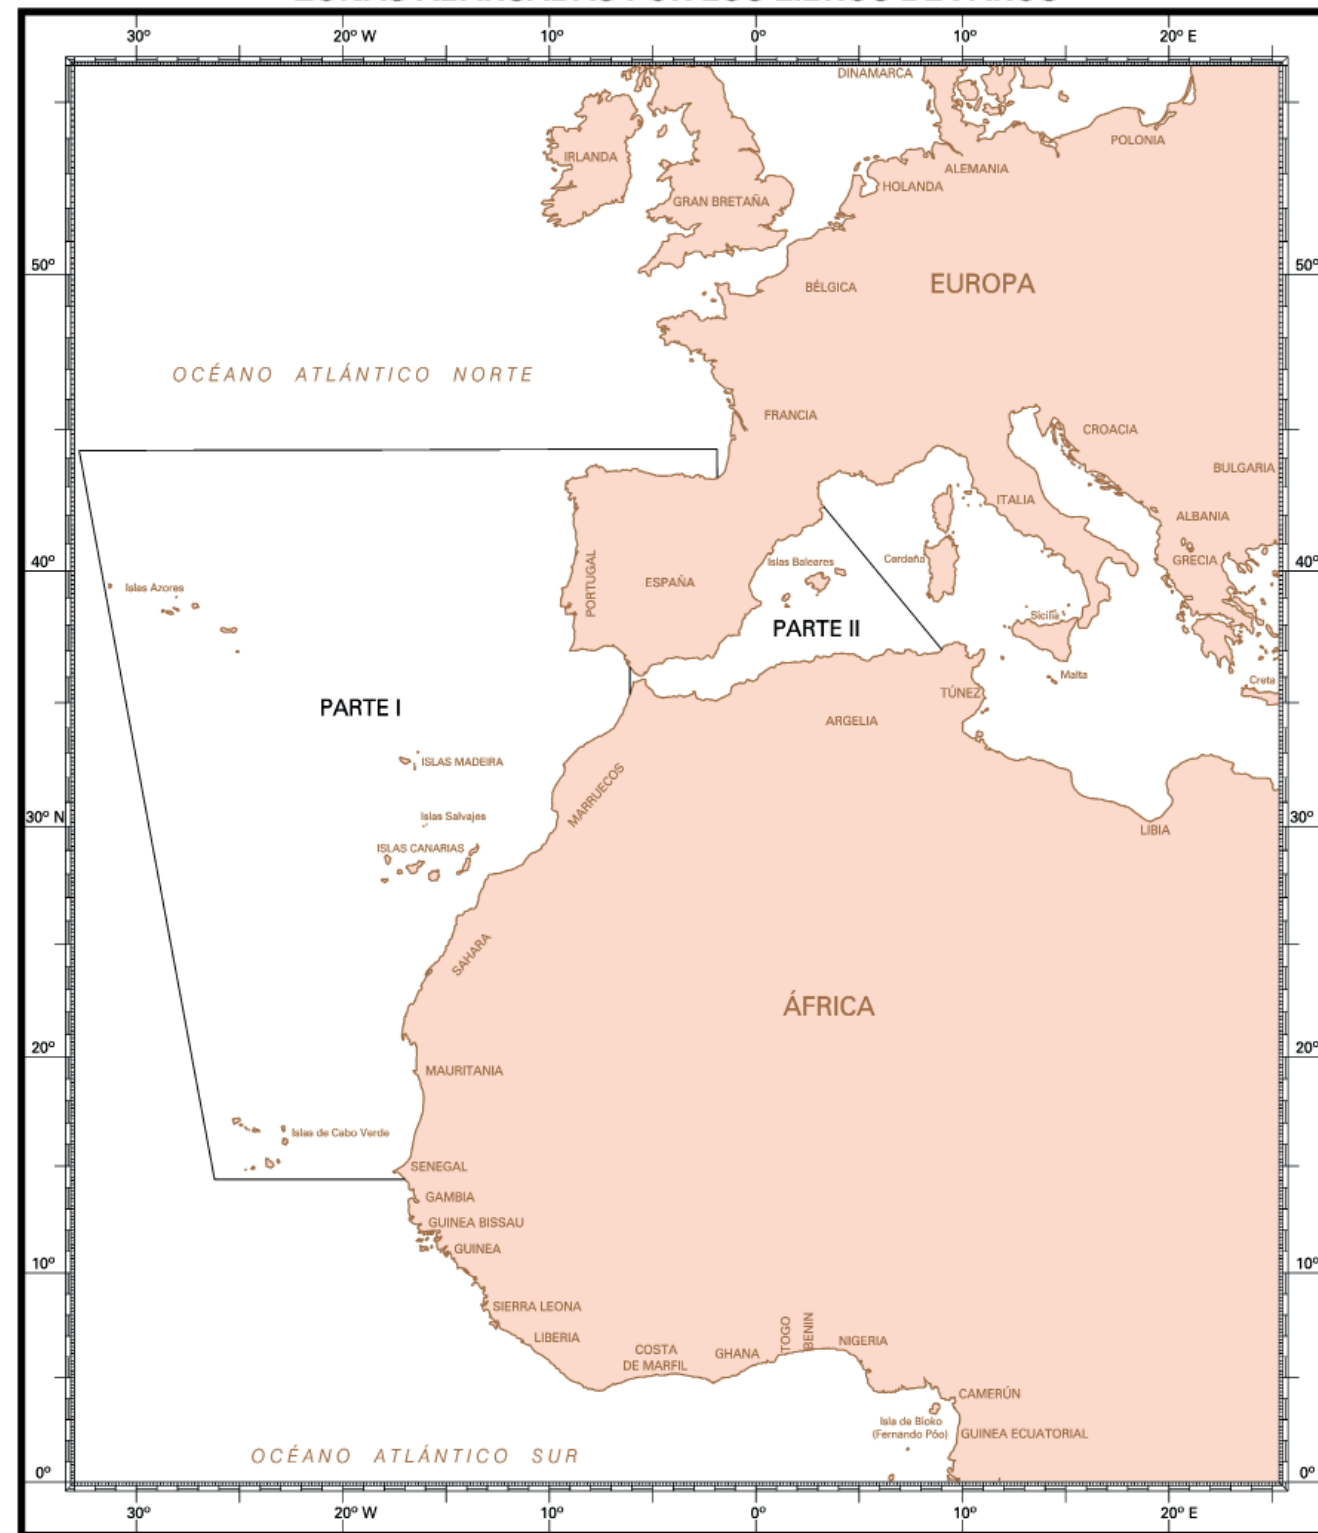 30º 20º W 10º 0º 10º 20º E
DINAMARCA
POLONIA
IRLANDA
ALEMANIA
HOLANDA
GRAN BRETAÑA
50º 50º
EUROPA
BÉLGICA
OCÉANO ATLÁNTICO NORTE
FRANCIA
CROACIA
BULGARIA
ITALIA
ALBANIA
Islas Baleares
Cerdeña
GRECIA
40º 40º
PORTUGAL
ESPAÑA
Islas Azores
Sicilia
PARTE II
Malta
Creta
TÚNEZ
PARTE I
ARGELIA
ISLAS MADEIRA
MARRUECOS
Islas Salvajes
30º N 30º
LIBIA
ISLAS CANARIAS
SAHARA
ÁFRICA
20º 20º
MAURITANIA
Islas de Cabo Verde
SENEGAL
GAMBIA
GUINEA BISSAU
GUINEA
10º 10º
SIERRA LEONA
LIBERIA
COSTA
DE MARFIL
GHANA
TOGO
BENIN
NIGERIA
CAMERÚN
Isla de Bioko
(Fernando Póo)
GUINEA ECUATORIAL
OCÉANO ATLÁNTICO SUR
0º 0º
30º 20º W 10º 0º 10º 20º E